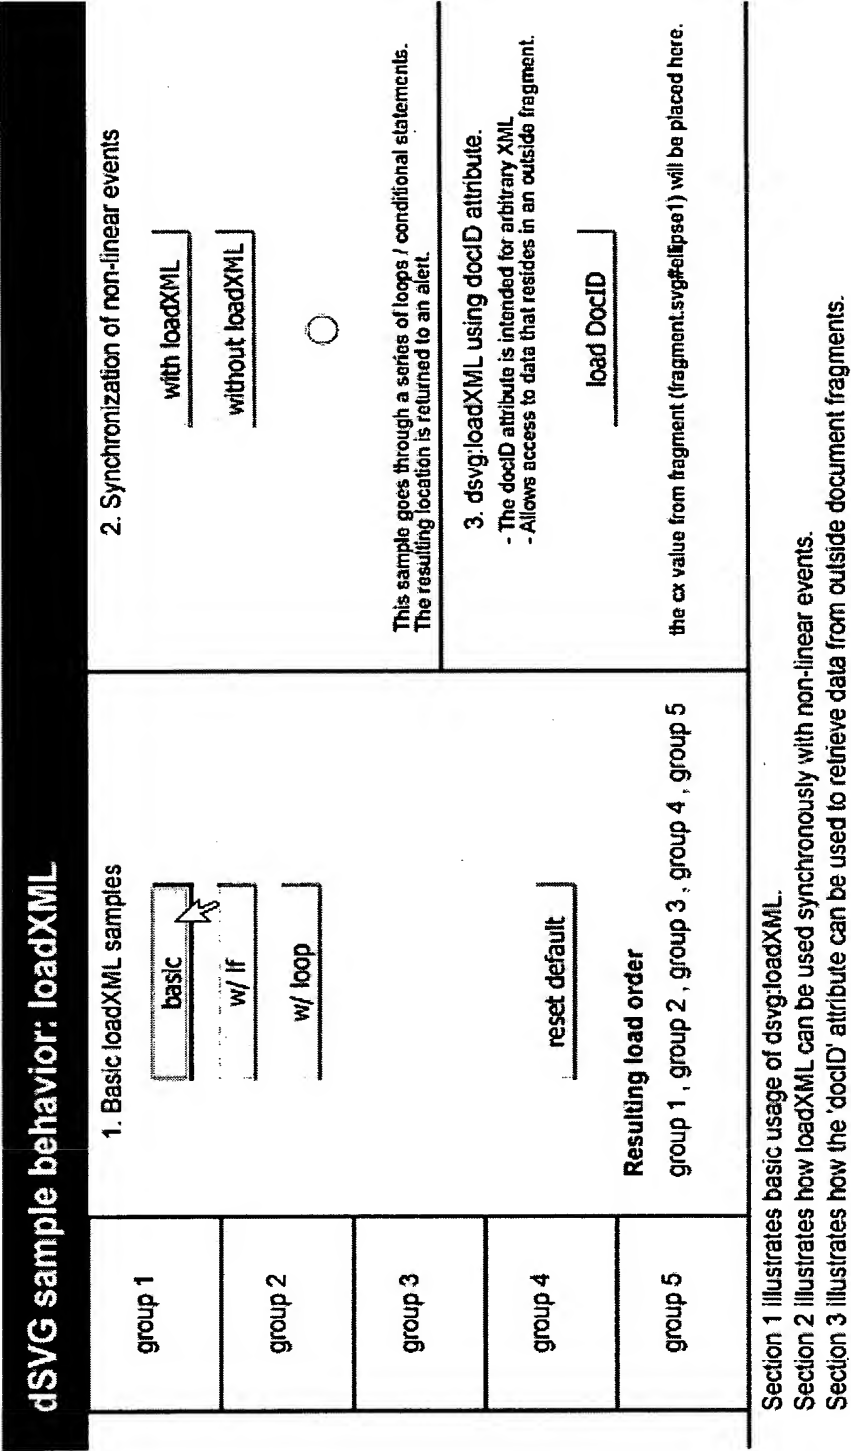 dSVG sample behavior: loadXML
group 1
group 2
group 3
group 4
group 5
1. Basic loadXML samples
basic
w/ if
w/ loop
reset default
Resulting load order
group 1 , group 2 , group 3 , group 4 , group 5
2. Synchronization of non-linear events
with loadXML
without loadXML
This sample goes through a series of loops / conditional statements.
The resulting location is returned to an alert.
3. dsvg:loadXML using docID attribute.
- The docID attribute is intended for arbitrary XML
- Allows access to data that resides in an outside fragment.
load DocID
the cx value from fragment (fragment.svg#ellipse1) will be placed here.
Section 1 illustrates basic usage of dsvg:loadXML.
Section 2 illustrates how loadXML can be used synchronously with non-linear events.
Section 3 illustrates how the 'docID' attribute can be used to retrieve data from outside document fragments.